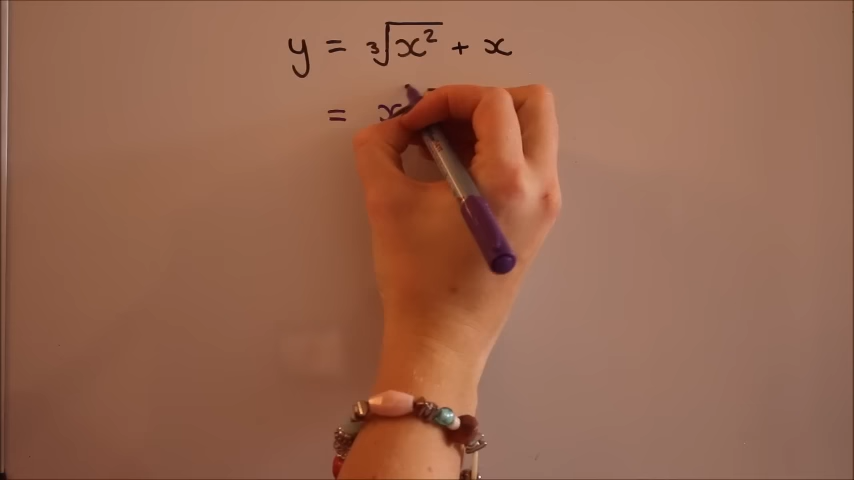 y = ∛x² + x
= x